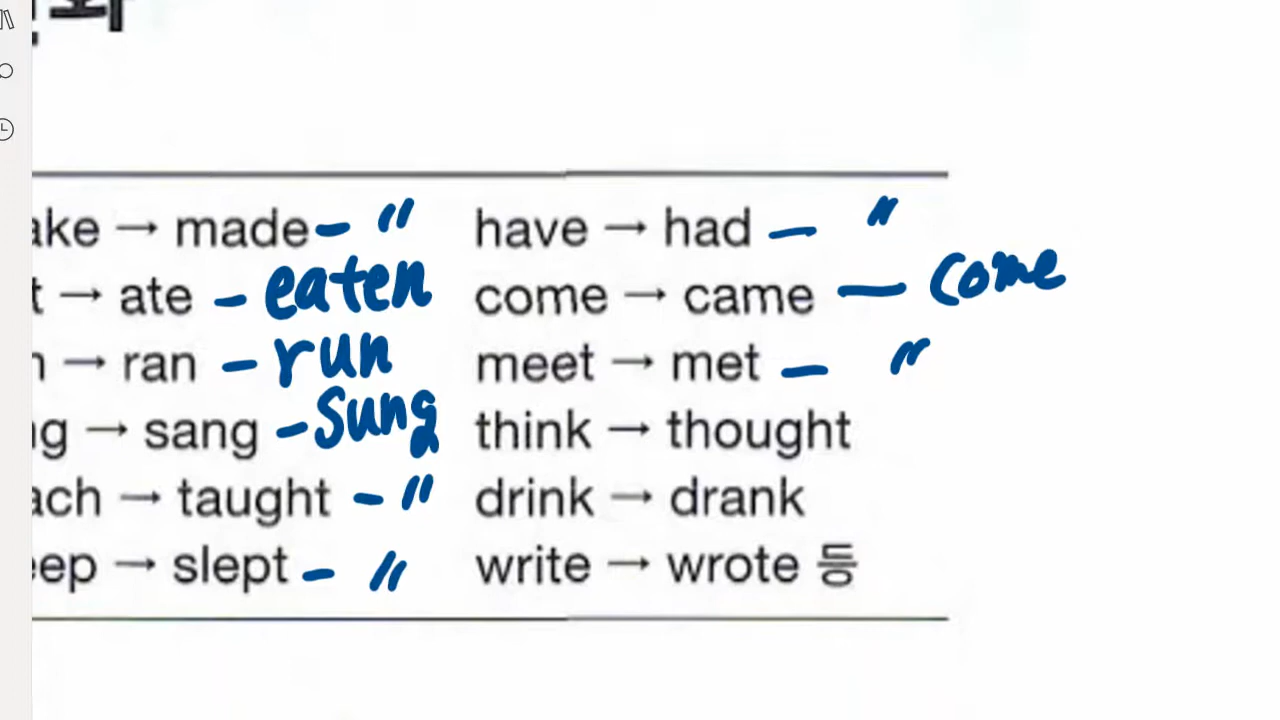 ake → made - " have → had - "
t → ate - eaten come → came - come
n → ran - run meet → met - "
ng → sang - Sung think → thought
ach → taught - " drink → drank
eep → slept - " write → wrote 등